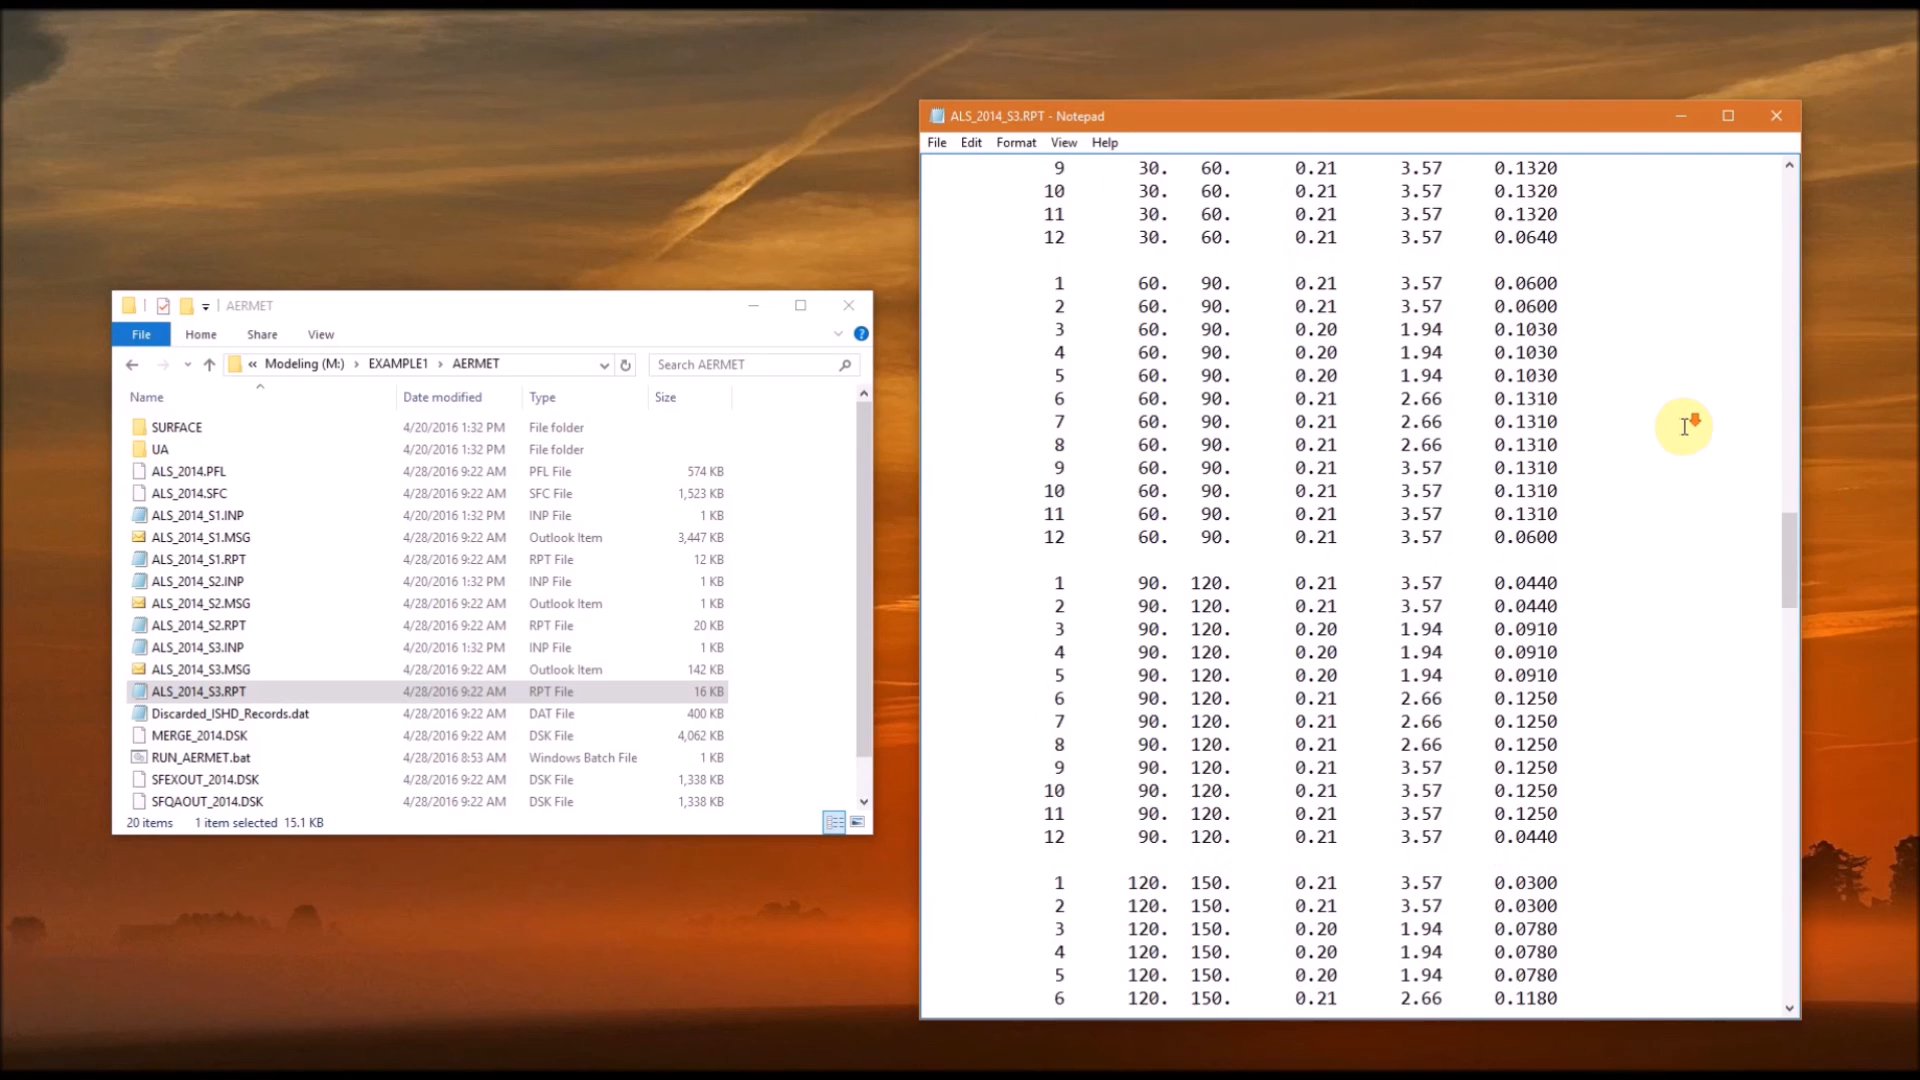 AERMET
File Home Share View
« Modeling (M:) › EXAMPLE1 › AERMET Search AERMET
Name Date modified Type Size
SURFACE 4/20/2016 1:32 PM File folder
UA 4/20/2016 1:32 PM File folder
ALS_2014.PFL 4/28/2016 9:22 AM PFL File 574 KB
ALS_2014.SFC 4/28/2016 9:22 AM SFC File 1,523 KB
ALS_2014_S1.INP 4/20/2016 1:32 PM INP File 1 KB
ALS_2014_S1.MSG 4/28/2016 9:22 AM Outlook Item 3,447 KB
ALS_2014_S1.RPT 4/28/2016 9:22 AM RPT File 12 KB
ALS_2014_S2.INP 4/20/2016 1:32 PM INP File 1 KB
ALS_2014_S2.MSG 4/28/2016 9:22 AM Outlook Item 1 KB
ALS_2014_S2.RPT 4/28/2016 9:22 AM RPT File 20 KB
ALS_2014_S3.INP 4/20/2016 1:32 PM INP File 1 KB
ALS_2014_S3.MSG 4/28/2016 9:22 AM Outlook Item 142 KB
ALS_2014_S3.RPT 4/28/2016 9:22 AM RPT File 16 KB
Discarded_ISHD_Records.dat 4/28/2016 9:22 AM DAT File 400 KB
MERGE_2014.DSK 4/28/2016 9:22 AM DSK File 4,062 KB
RUN_AERMET.bat 4/28/2016 8:53 AM Windows Batch File 1 KB
SFEXOUT_2014.DSK 4/28/2016 9:22 AM DSK File 1,338 KB
SFQAOUT_2014.DSK 4/28/2016 9:22 AM DSK File 1,338 KB
20 items 1 item selected 15.1 KB
ALS_2014_S3.RPT - Notepad
File Edit Format View Help
9 30. 60. 0.21 3.57 0.1320
10 30. 60. 0.21 3.57 0.1320
11 30. 60. 0.21 3.57 0.1320
12 30. 60. 0.21 3.57 0.0640
1 60. 90. 0.21 3.57 0.0600
2 60. 90. 0.21 3.57 0.0600
3 60. 90. 0.20 1.94 0.1030
4 60. 90. 0.20 1.94 0.1030
5 60. 90. 0.20 1.94 0.1030
6 60. 90. 0.21 2.66 0.1310
7 60. 90. 0.21 2.66 0.1310
8 60. 90. 0.21 2.66 0.1310
9 60. 90. 0.21 3.57 0.1310
10 60. 90. 0.21 3.57 0.1310
11 60. 90. 0.21 3.57 0.1310
12 60. 90. 0.21 3.57 0.0600
1 90. 120. 0.21 3.57 0.0440
2 90. 120. 0.21 3.57 0.0440
3 90. 120. 0.20 1.94 0.0910
4 90. 120. 0.20 1.94 0.0910
5 90. 120. 0.20 1.94 0.0910
6 90. 120. 0.21 2.66 0.1250
7 90. 120. 0.21 2.66 0.1250
8 90. 120. 0.21 2.66 0.1250
9 90. 120. 0.21 3.57 0.1250
10 90. 120. 0.21 3.57 0.1250
11 90. 120. 0.21 3.57 0.1250
12 90. 120. 0.21 3.57 0.0440
1 120. 150. 0.21 3.57 0.0300
2 120. 150. 0.21 3.57 0.0300
3 120. 150. 0.20 1.94 0.0780
4 120. 150. 0.20 1.94 0.0780
5 120. 150. 0.20 1.94 0.0780
6 120. 150. 0.21 2.66 0.1180